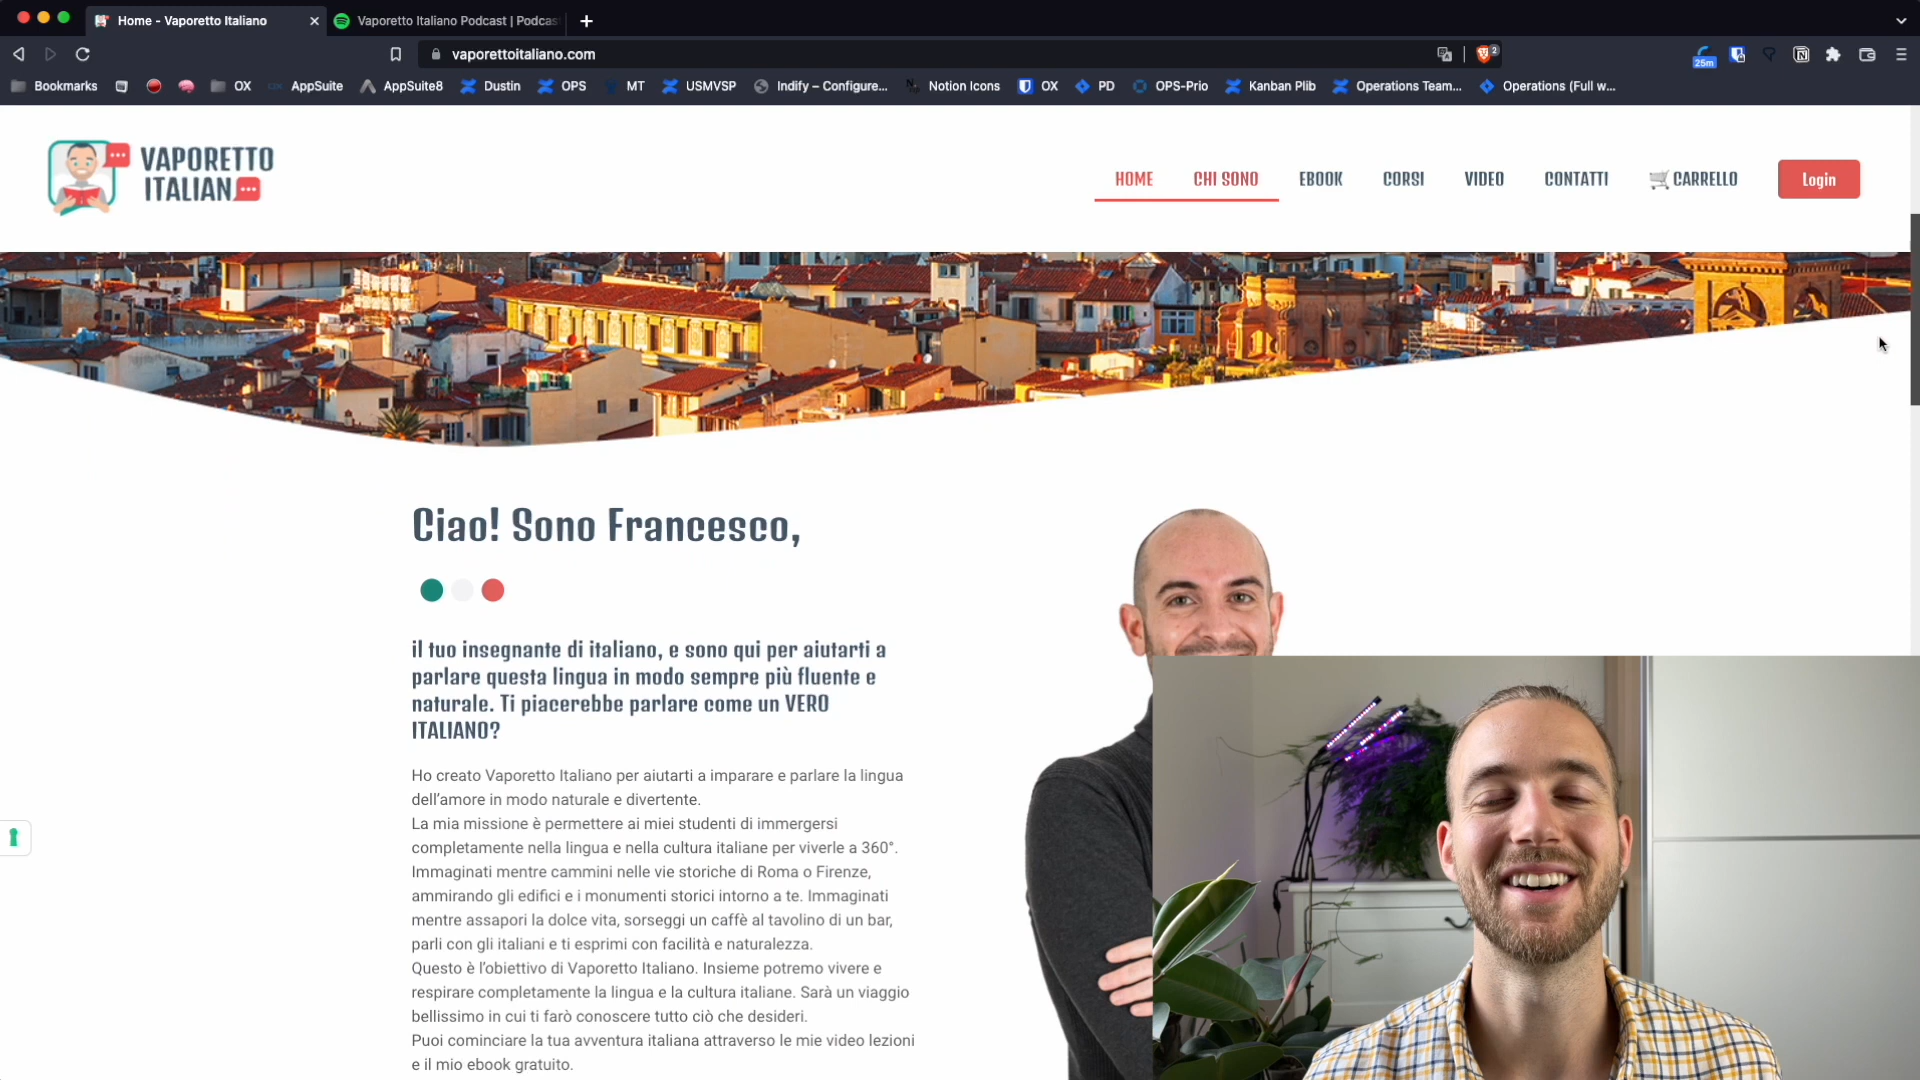 Home - Vaporetto Italiano
Vaporetto Italiano Podcast | Podcas
vaporettoitaliano.com
2
25m
Bookmarks
OX
AppSuite
AppSuite8
Dustin
OPS
MT
USMVSP
Indify – Configure...
Notion Icons
OX
PD
OPS-Prio
Kanban Plib
Operations Team...
Operations (Full w...
VAPORETTO
ITALIANO
HOME
CHI SONO
EBOOK
CORSI
VIDEO
CONTATTI
CARRELLO
Login
Ciao! Sono Francesco,
il tuo insegnante di italiano, e sono qui per aiutarti a
parlare questa lingua in modo sempre più fluente e
naturale. Ti piacerebbe parlare come un VERO
ITALIANO?
Ho creato Vaporetto Italiano per aiutarti a imparare e parlare la lingua
dell'amore in modo naturale e divertente.
La mia missione è permettere ai miei studenti di immergersi
completamente nella lingua e nella cultura italiane per viverle a 360°.
Immaginati mentre cammini nelle vie storiche di Roma o Firenze,
ammirando gli edifici e i monumenti storici intorno a te. Immaginati
mentre assapori la dolce vita, sorseggi un caffè al tavolino di un bar,
parli con gli italiani e ti esprimi con facilità e naturalezza.
Questo è l'obiettivo di Vaporetto Italiano. Insieme potremo vivere e
respirare completamente la lingua e la cultura italiane. Sarà un viaggio
bellissimo in cui ti farò conoscere tutto ciò che desideri.
Puoi cominciare la tua avventura italiana attraverso le mie video lezioni
e il mio ebook gratuito.